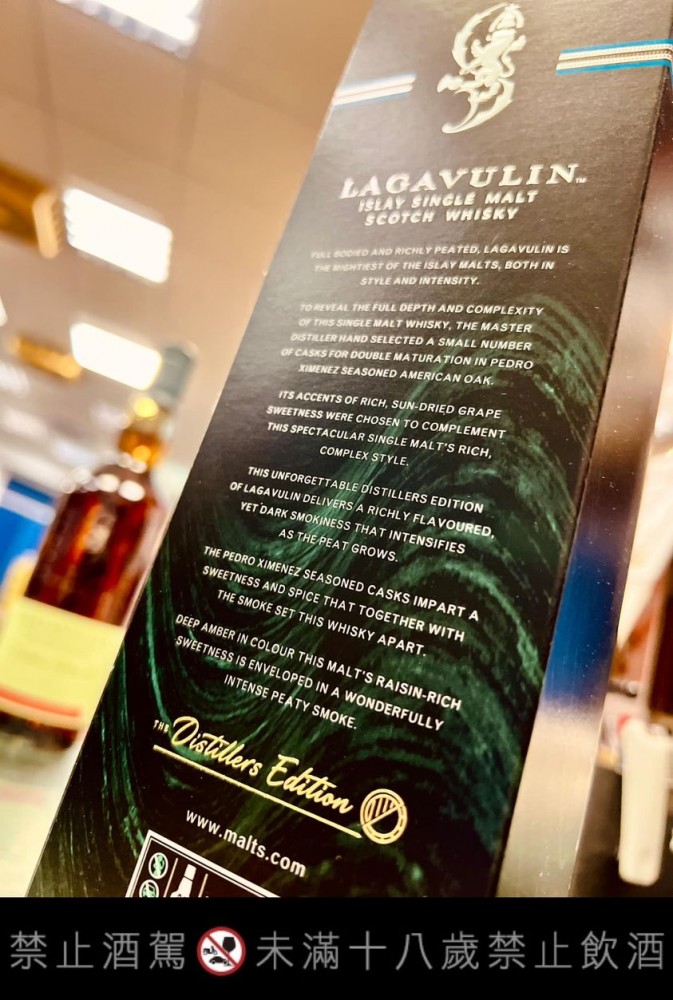 LAGAVULIN™
ISLAY SINGLE MALT
SCOTCH WHISKY
FULL BODIED AND RICHLY PEATED, LAGAVULIN IS
THE MIGHTIEST OF THE ISLAY MALTS, BOTH IN
STYLE AND INTENSITY.
TO REVEAL THE FULL DEPTH AND COMPLEXITY
OF THIS SINGLE MALT WHISKY, THE MASTER
DISTILLER HAND SELECTED A SMALL NUMBER
OF CASKS FOR DOUBLE MATURATION IN PEDRO
XIMENEZ SEASONED AMERICAN OAK.
ITS ACCENTS OF RICH, SUN-DRIED GRAPE
SWEETNESS WERE CHOSEN TO COMPLEMENT
THIS SPECTACULAR SINGLE MALT'S RICH,
COMPLEX STYLE.
THIS UNFORGETTABLE DISTILLERS EDITION
OF LAGAVULIN DELIVERS A RICHLY FLAVOURED,
YET DARK SMOKINESS THAT INTENSIFIES
AS THE PEAT GROWS.
THE PEDRO XIMENEZ SEASONED CASKS IMPART A
SWEETNESS AND SPICE THAT TOGETHER WITH
THE SMOKE SET THIS WHISKY APART.
DEEP AMBER IN COLOUR THIS MALT'S RAISIN-RICH
SWEETNESS IS ENVELOPED IN A WONDERFULLY
INTENSE PEATY SMOKE.
THE Distillers Edition
www.malts.com
禁止酒駕 未滿十八歲禁止飲酒